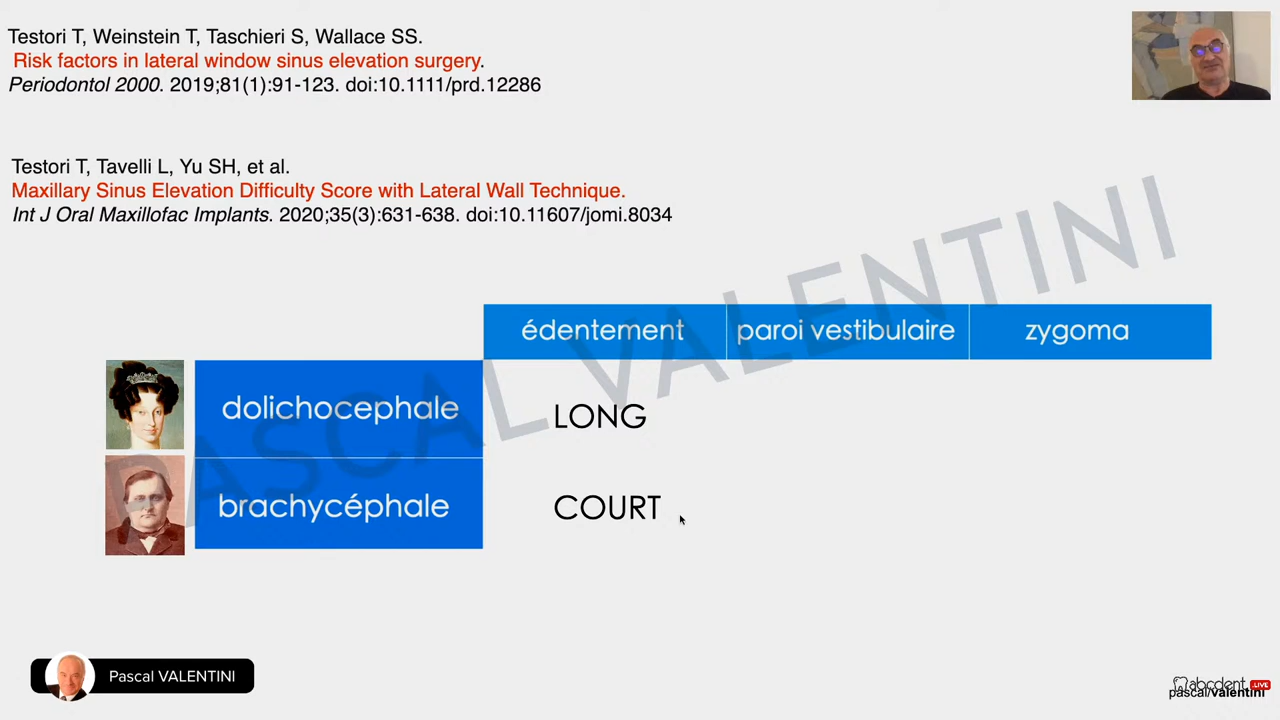 Testori T, Weinstein T, Taschieri S, Wallace SS.
Risk factors in lateral window sinus elevation surgery.
Periodontol 2000. 2019;81(1):91-123. doi:10.1111/prd.12286
Testori T, Tavelli L, Yu SH, et al.
Maxillary Sinus Elevation Difficulty Score with Lateral Wall Technique.
Int J Oral Maxillofac Implants. 2020;35(3):631-638. doi:10.11607/jomi.8034
PASCAL VALENTINI
édentement paroi vestibulaire zygoma
dolichocephale LONG
brachycéphale COURT
Pascal VALENTINI
abcdent LIVE
pascal/valentini